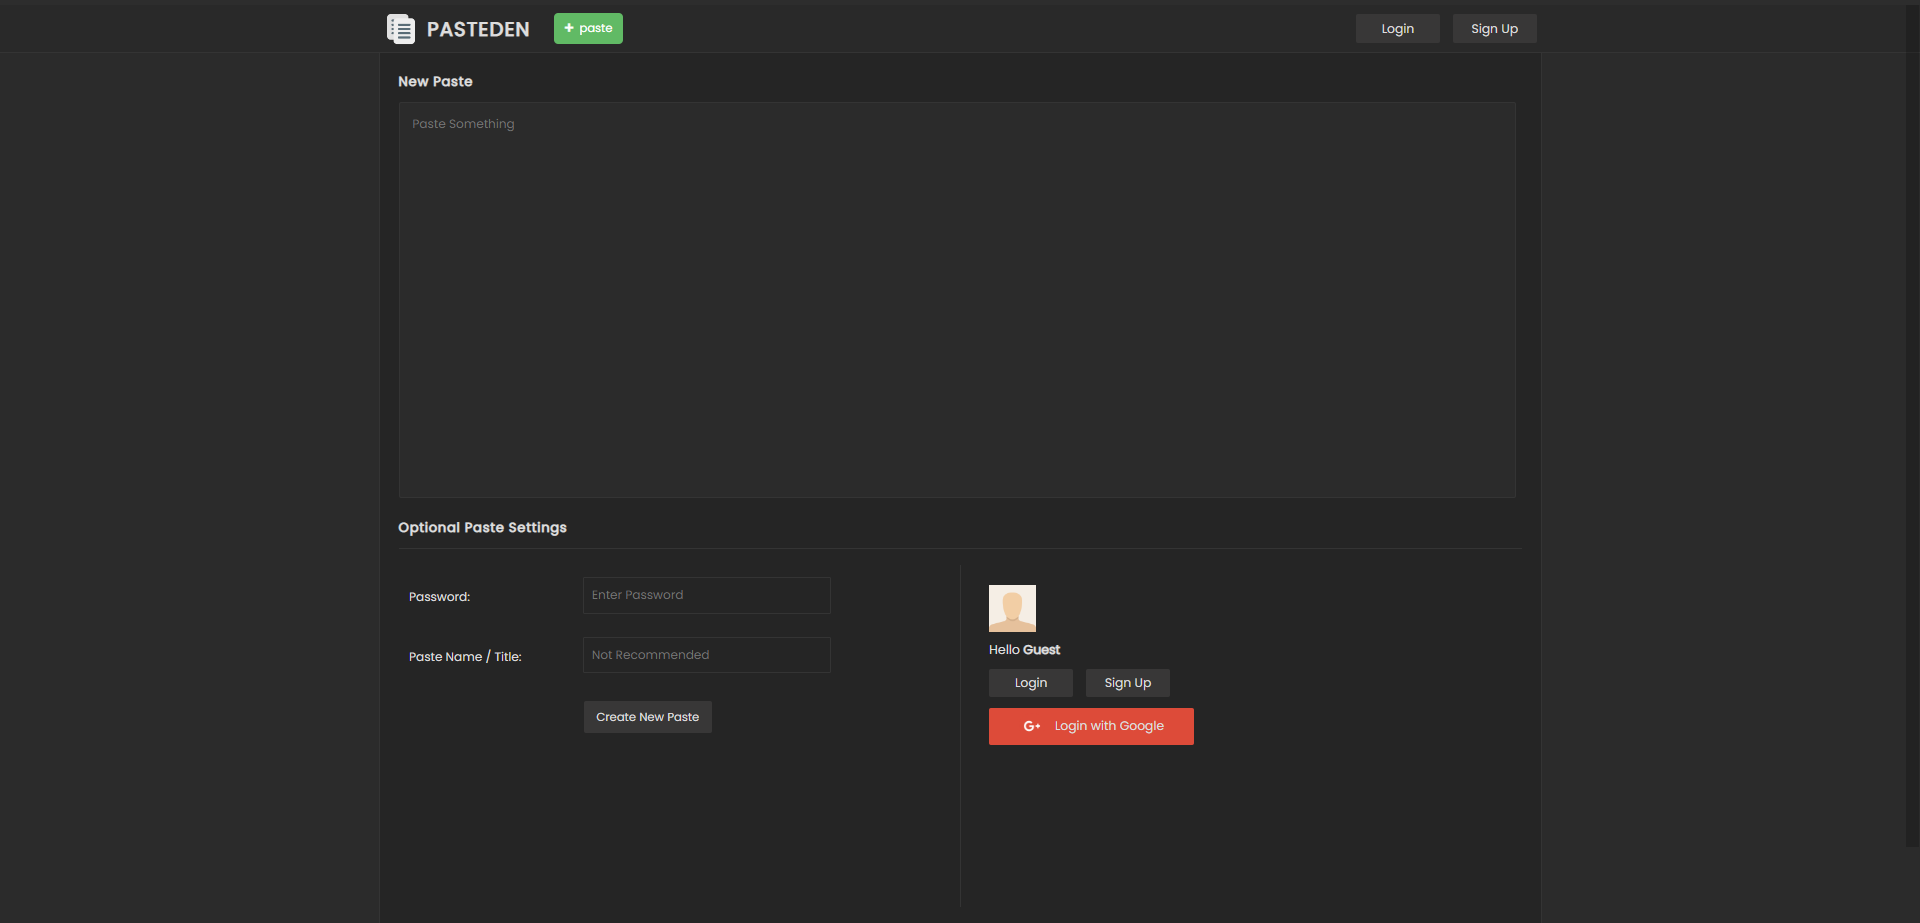 PASTEDEN
+ paste
Login
Sign Up
New Paste
Paste Something
Optional Paste Settings
Password:
Enter Password
Paste Name / Title:
Not Recommended
Create New Paste
Hello Guest
Login
Sign Up
G+ Login with Google